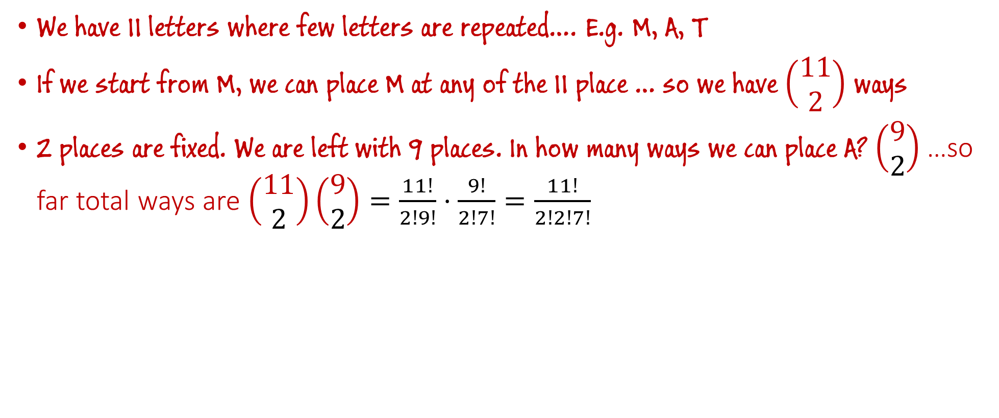 • We have 11 letters where few letters are repeated.... E.g. M, A, T
• If we start from M, we can place M at any of the 11 place ... so we have \binom{11}{2} ways
• 2 places are fixed. We are left with 9 places. In how many ways we can place A? \binom{9}{2} ...so
far total ways are \binom{11}{2} \binom{9}{2} = \frac{11!}{2!9!} \cdot \frac{9!}{2!7!} = \frac{11!}{2!2!7!}